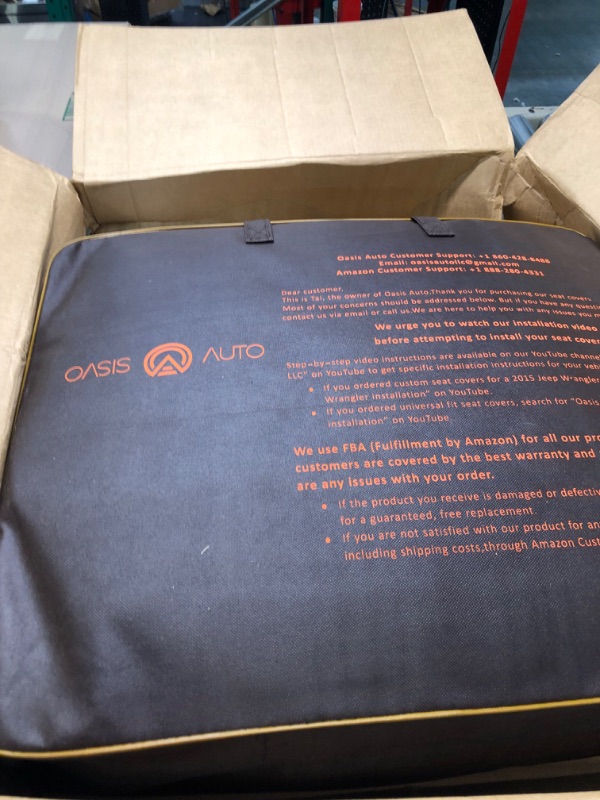 Oasis Auto Customer Support: +1 860-428-8488
Email: oasisautollc@gmail.com
Amazon Customer Support: +1 888-280-4331
Dear customer,
This is Tai, the owner of Oasis Auto.Thank you for purchasing our seat covers.
Most of your concerns should be addressed below. But if you have any
contact us via email or call us.We are here to help you with any issues you
We urge you to watch our installation video
before attempting to install your seat
OASIS AUTO
Step-by-step video instructions are available on our YouTube
LLC" on YouTube to get specific installation instructions for your
• If you ordered custom seat covers for a 2015 Jeep Wrangler
Wrangler installation" on YouTube.
• If you ordered universal fit seat covers, search for "Oasis
installation" on YouTube.
We use FBA (Fulfillment by Amazon) for all our
customers are covered by the best warranty and
are any issues with your order.
• If the product you receive is damaged or
for a guaranteed, free replacement.
• If you are not satisfied with our product for
including shipping costs,through Amazon